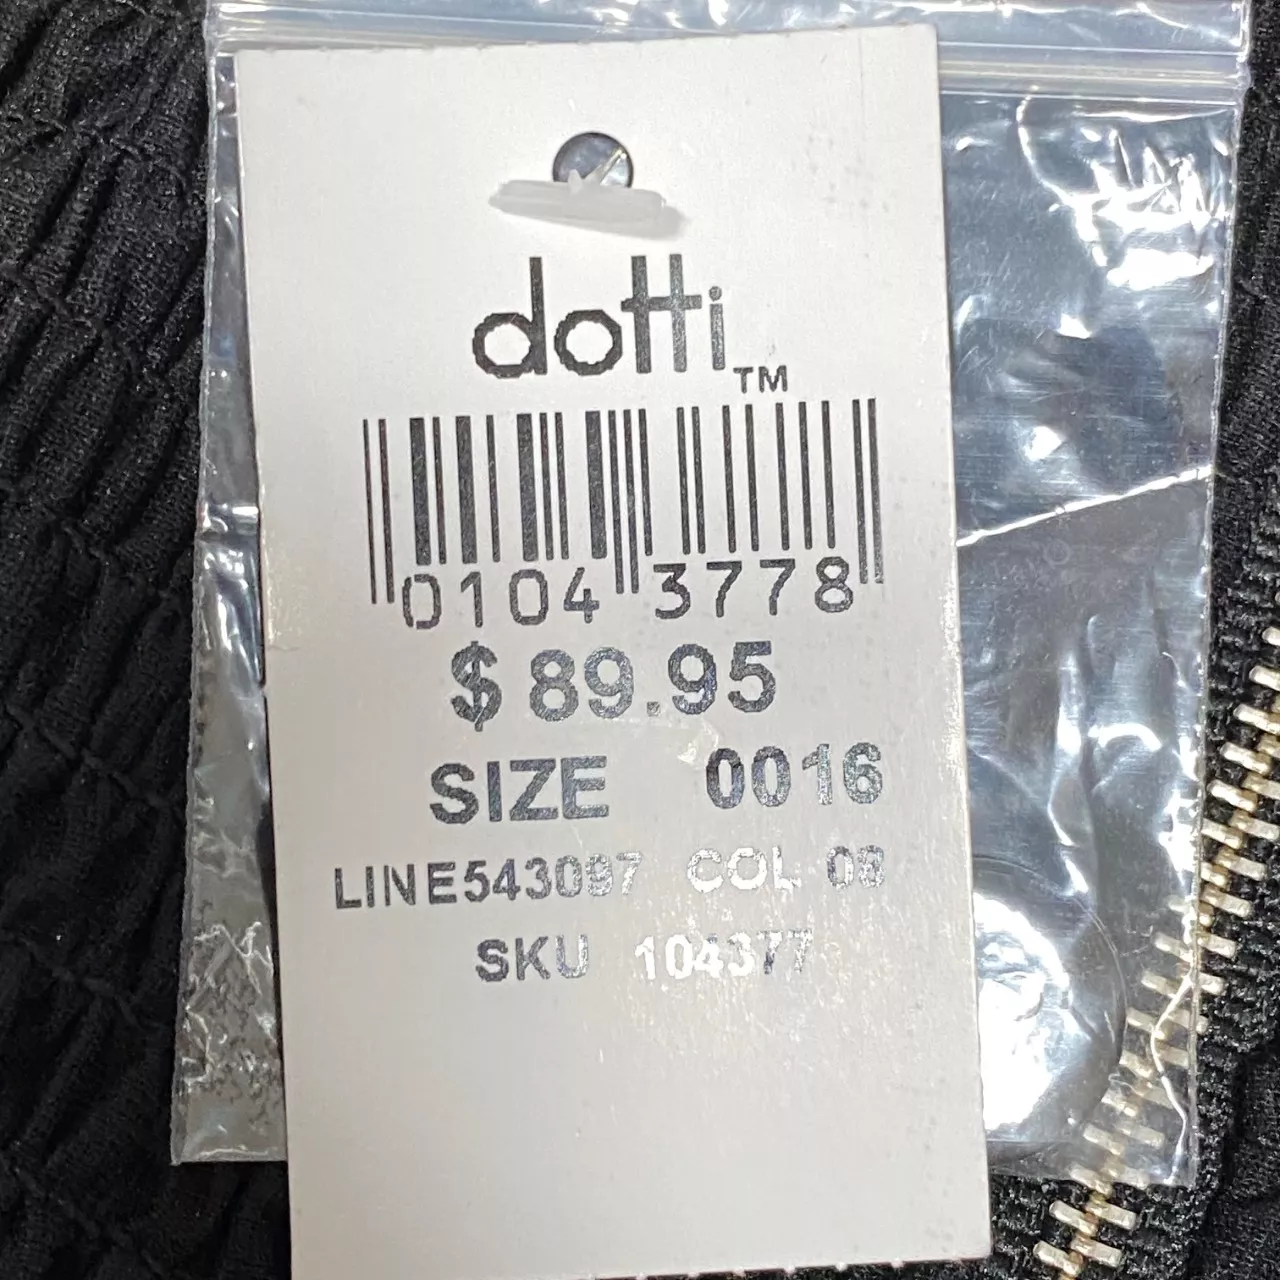 dotti TM
0104 3778
$ 89.95
SIZE 0016
LINE543097 COL 08
SKU 104377